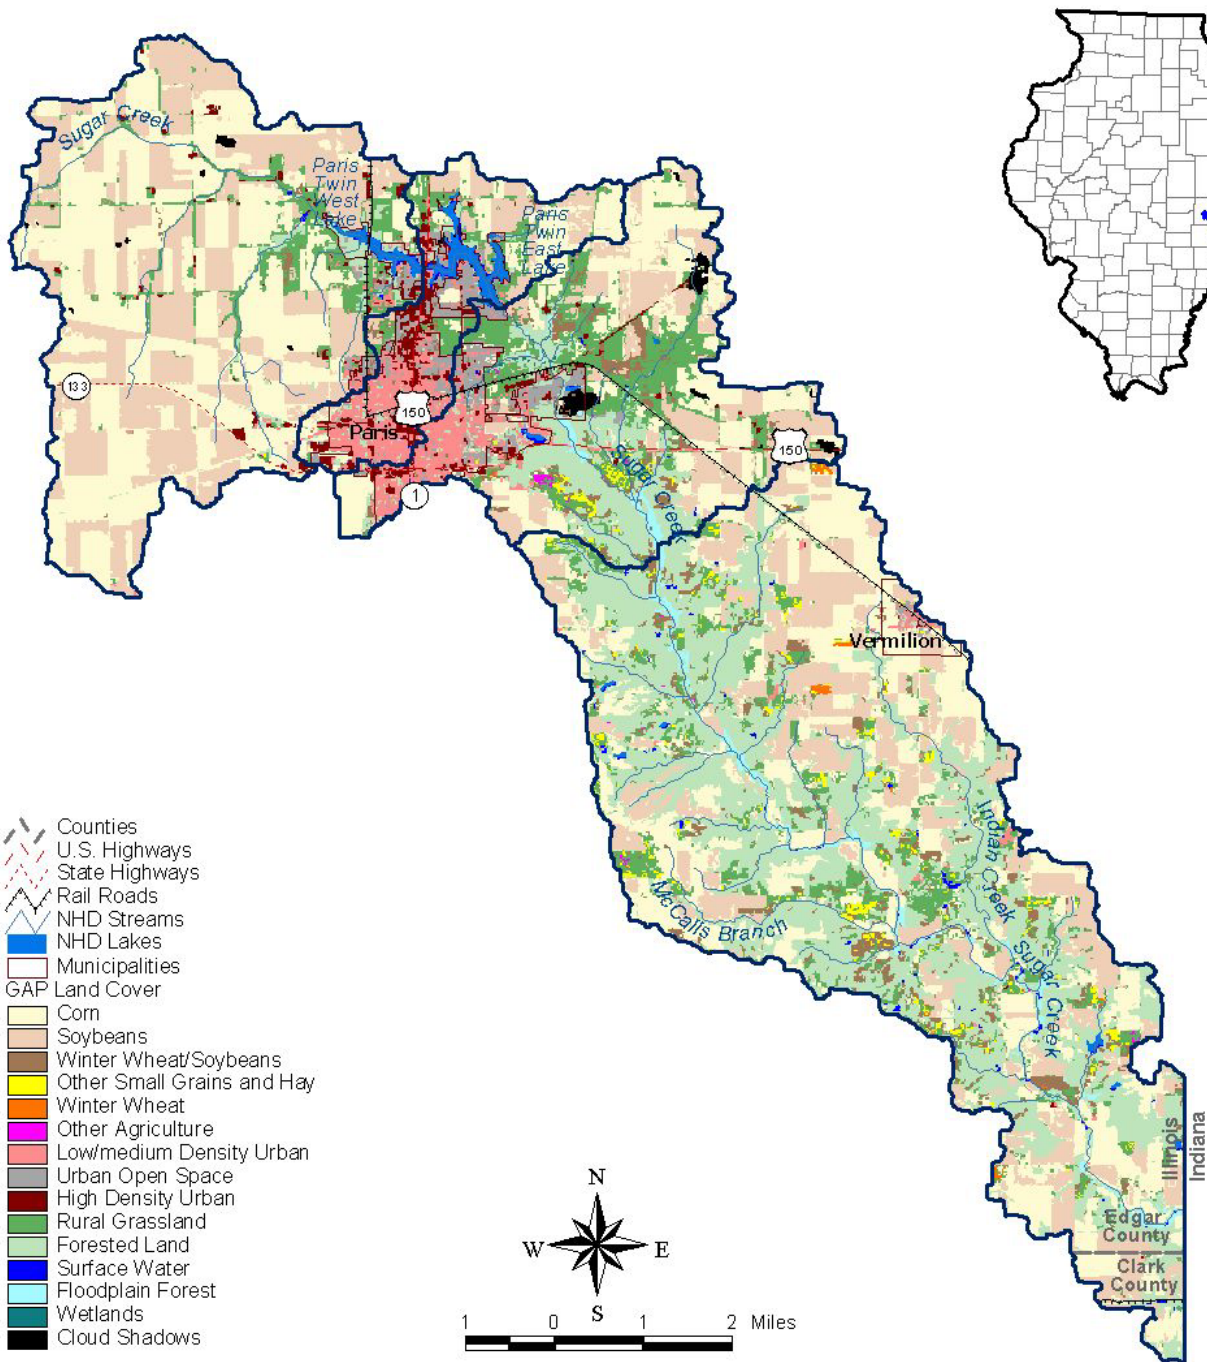 Sugar Creek
Paris
Twin
West
Lake
Paris
Twin
East
Lake
133
150
Paris
1
150
Sugar Creek
Vermilion
Indian Creek
McCalls Branch
Sugar Creek
Illinois
Indiana
Edgar
County
Clark
County
Counties
U.S. Highways
State Highways
Rail Roads
NHD Streams
NHD Lakes
Municipalities
GAP Land Cover
Corn
Soybeans
Winter Wheat/Soybeans
Other Small Grains and Hay
Winter Wheat
Other Agriculture
Low/medium Density Urban
Urban Open Space
High Density Urban
Rural Grassland
Forested Land
Surface Water
Floodplain Forest
Wetlands
Cloud Shadows
N
W E
S
1 0 1 2 Miles